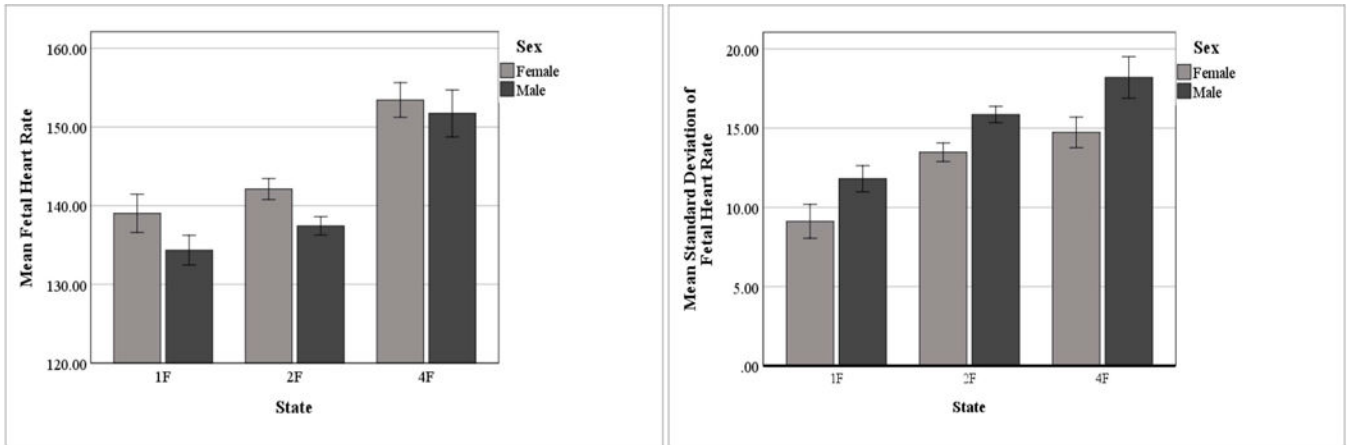 160.00
150.00
140.00
130.00
120.00
Mean Fetal Heart Rate
1F
2F
4F
State
Sex
Female
Male
20.00
15.00
10.00
5.00
.00
Mean Standard Deviation of
Fetal Heart Rate
1F
2F
4F
State
Sex
Female
Male